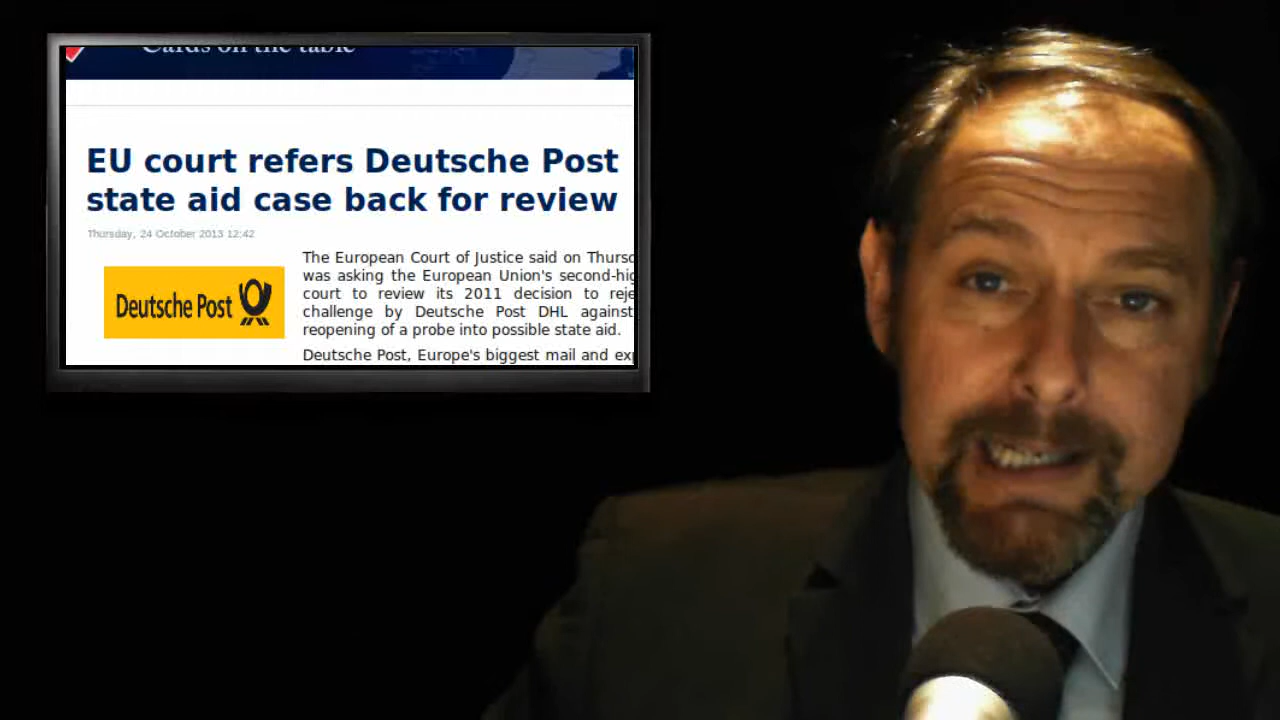 Cards on the table
EU court refers Deutsche Post
state aid case back for review
Thursday, 24 October 2013 12:42
The European Court of Justice said on Thursd
was asking the European Union's second-hig
court to review its 2011 decision to reje
challenge by Deutsche Post DHL against
reopening of a probe into possible state aid.
Deutsche Post, Europe's biggest mail and exp
Deutsche Post